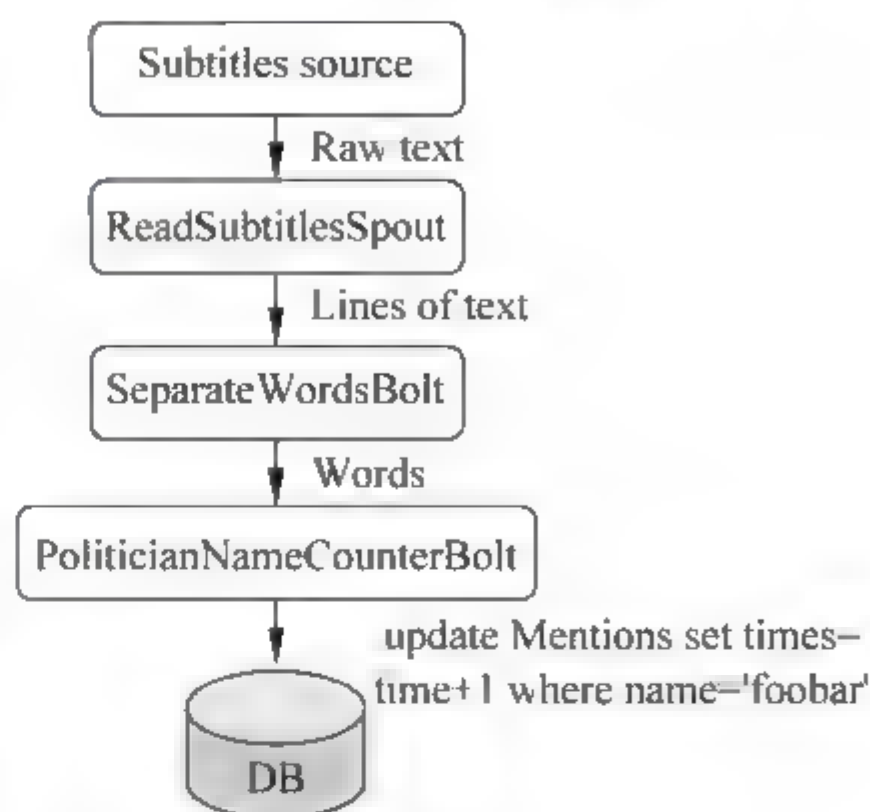 Subtitles source
Raw text
ReadSubtitlesSpout
Lines of text
SeparateWordsBolt
Words
PoliticianNameCounterBolt
update Mentions set times=
time+1 where name='foobar'
DB